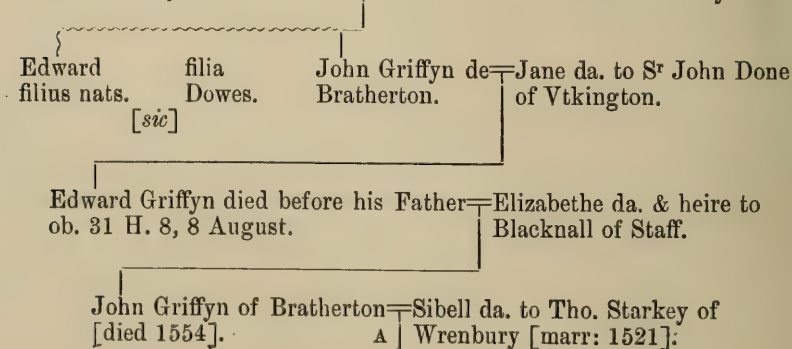 Edward filia John Griffyn de Jane da. to Sʳ John Done
filius nats. Dowes. Bratherton. of Vtkington.
[sic]
Edward Griffyn died before his Father Elizabethe da. & heire to
ob. 31 H. 8, 8 August. Blacknall of Staff.
John Griffyn of Bratherton Sibell da. to Tho. Starkey of
[died 1554]. A Wrenbury [marr: 1521]: